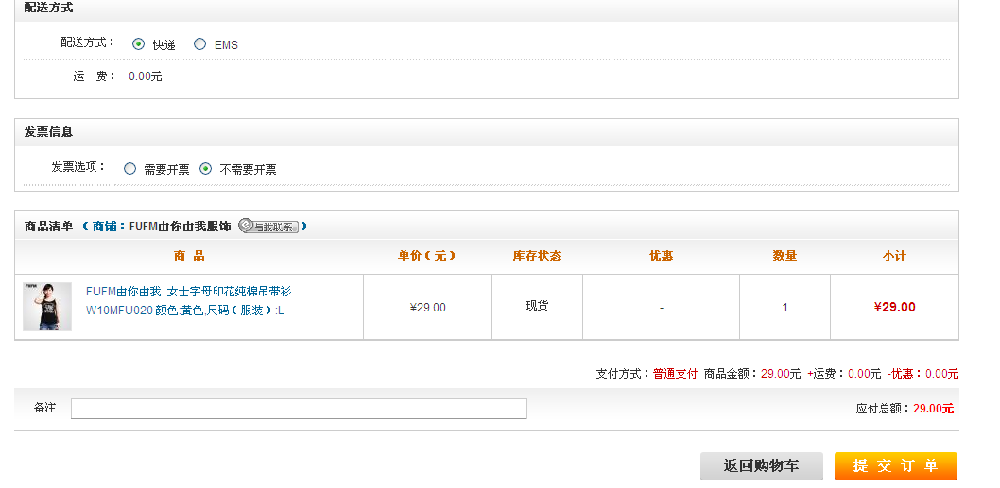 配送方式
配送方式： 快递 EMS
运 费： 0.00元
发票信息
发票选项： 需要开票 不需要开票
商品清单 （ 商铺：FUFM由你由我服饰 与我联系 ）
商 品 单价（元） 库存状态 优惠 数量 小计
FUFM
FUFM由你由我 女士字母印花纯棉吊带衫
W10MFU020 颜色:黄色,尺码（服装）:L
¥29.00 现货 - 1 ¥29.00
支付方式：普通支付 商品金额：29.00元 +运费：0.00元 -优惠：0.00元
备注 应付总额：29.00元
返回购物车 提 交 订 单